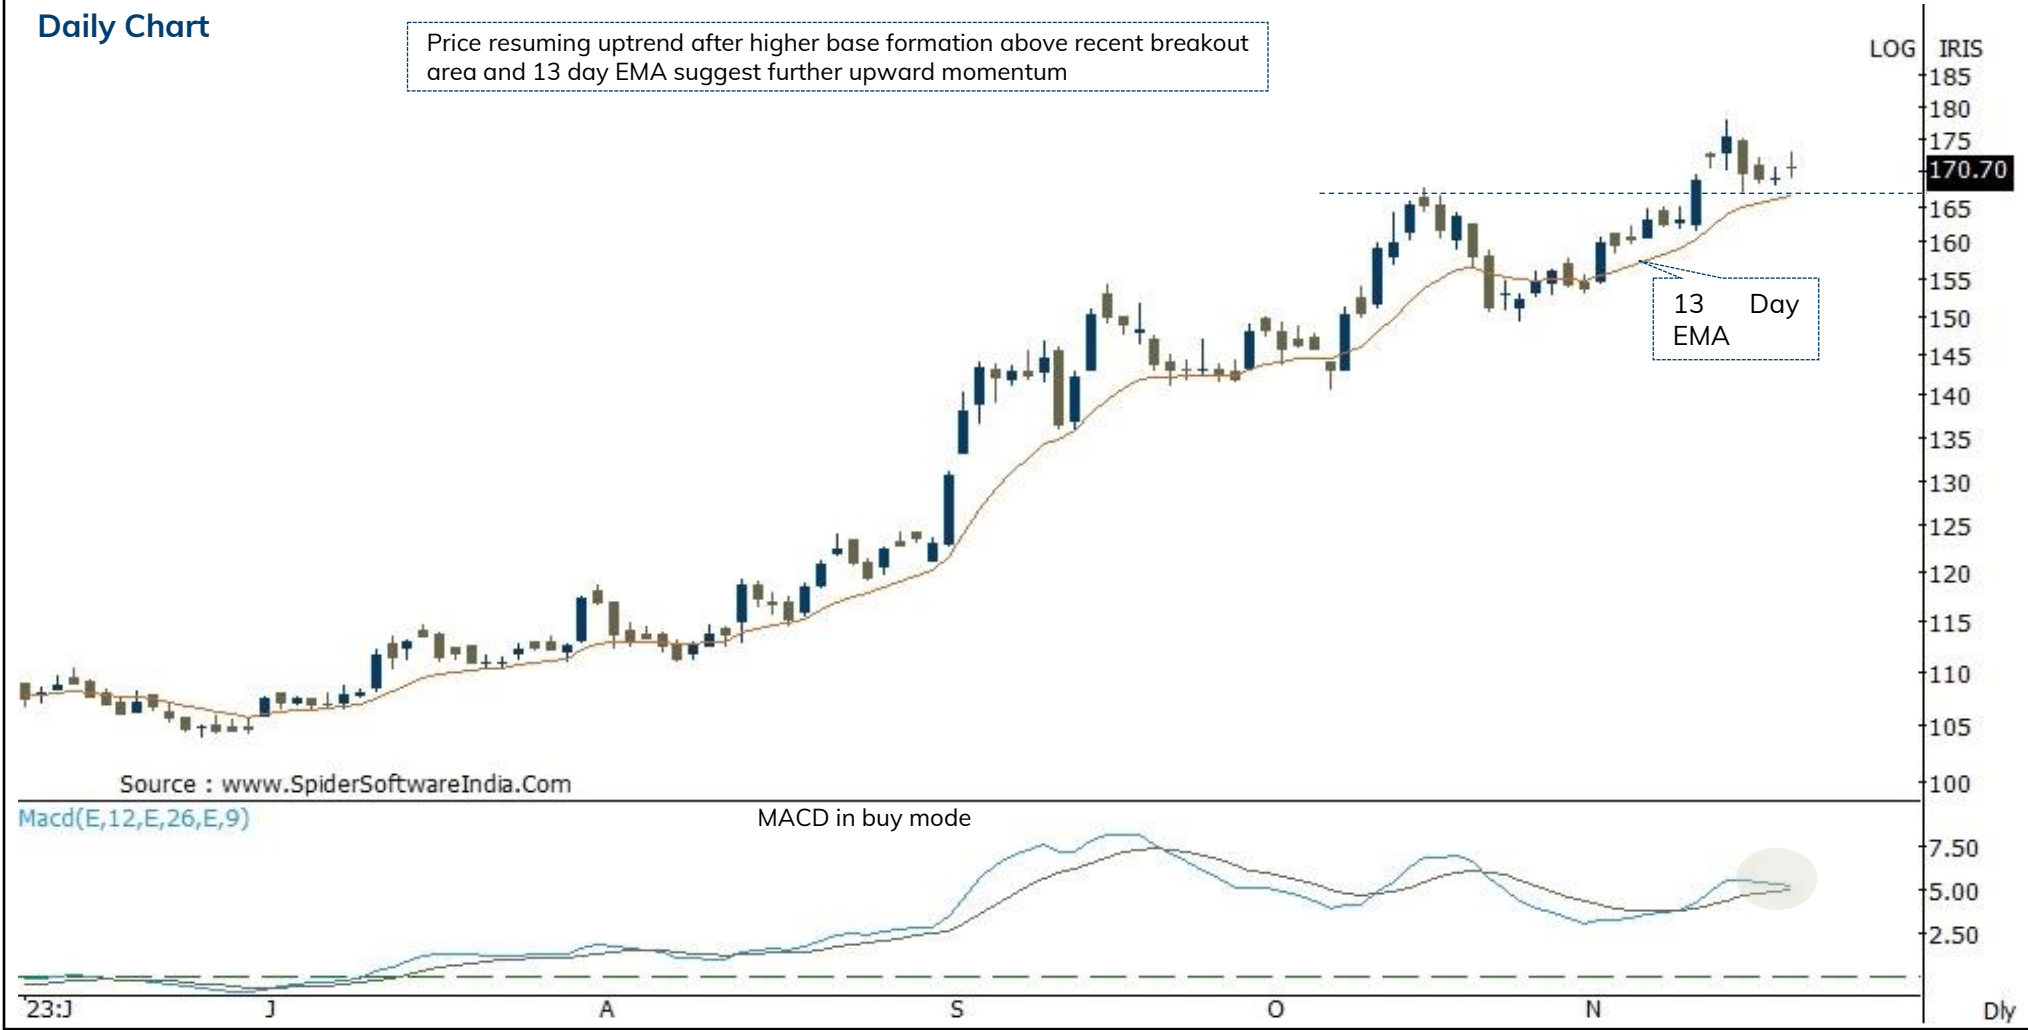 Daily Chart
Price resuming uptrend after higher base formation above recent breakout
area and 13 day EMA suggest further upward momentum
LOG IRIS
185
180
175
170.70
165
160
155
13 Day
EMA
150
145
140
135
130
125
120
115
110
105
100
Source : www.SpiderSoftwareIndia.Com
Macd(E,12,E,26,E,9)
MACD in buy mode
7.50
5.00
2.50
'23:J J A S O N Dly